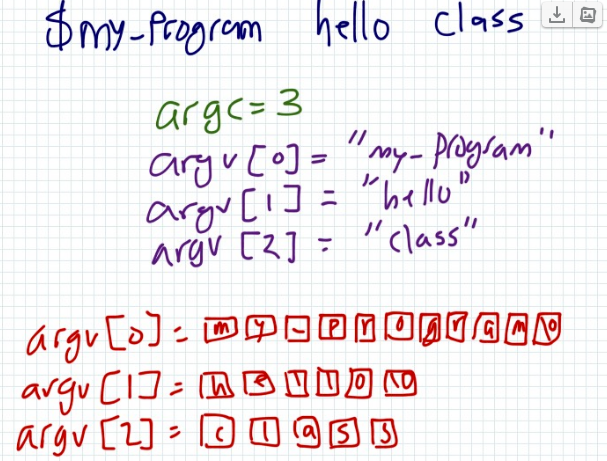 $my-program hello class
argc = 3
argv[0] = "my-program"
argv[1] = "hello"
argv[2] = "class"
argv[0] = m y - p r o g r a m \0
argv[1] = h e l l o \0
argv[2] = c l a s s